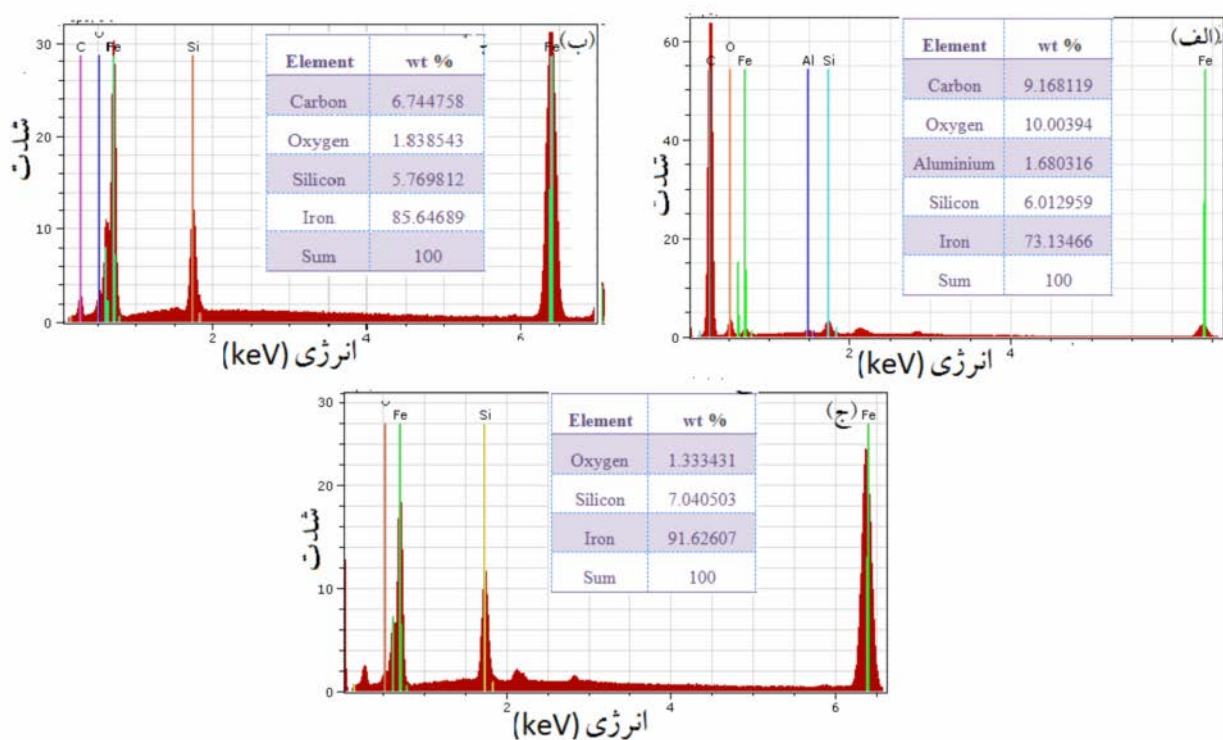 (الف)
60
40
20
0
2
4
C
O
Fe
Al
Si
Fe
شدت
انرژی (keV)
Element wt %
Carbon 9.168119
Oxygen 10.00394
Aluminium 1.680316
Silicon 6.012959
Iron 73.13466
Sum 100
(ب)
30
20
10
0
2
4
6
C
Fe
Si
Fe
شدت
انرژی (keV)
Element wt %
Carbon 6.744758
Oxygen 1.838543
Silicon 5.769812
Iron 85.64689
Sum 100
(ج)
30
20
10
0
2
4
6
Fe
Si
Fe
شدت
انرژی (keV)
Element wt %
Oxygen 1.333431
Silicon 7.040503
Iron 91.62607
Sum 100